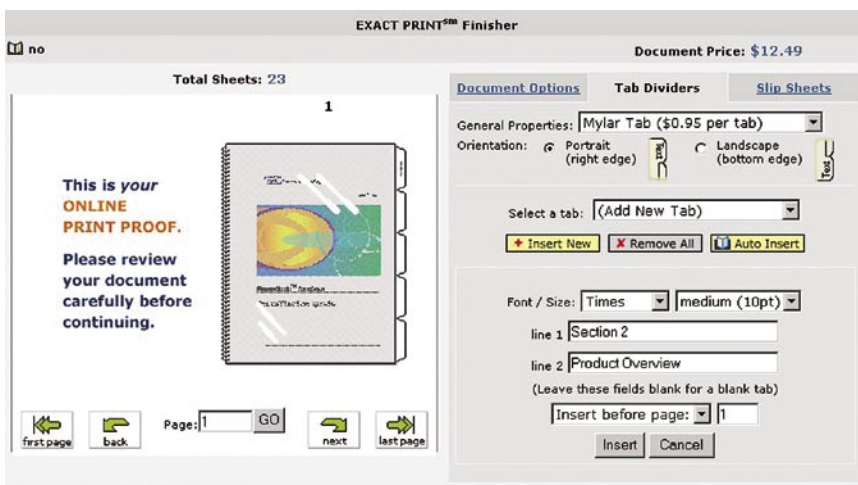 EXACT PRINT℠ Finisher
no
Document Price: $12.49
Total Sheets: 23
1
This is your
ONLINE
PRINT PROOF.
Please review
your document
carefully before
continuing.
first page
back
Page: 1 GO
next
last page
Document Options Tab Dividers Slip Sheets
General Properties: Mylar Tab ($0.95 per tab)
Orientation: Portrait (right edge) Text Landscape (bottom edge) Text
Select a tab: (Add New Tab)
+ Insert New ✗ Remove All Auto Insert
Font / Size: Times medium (10pt)
line 1 Section 2
line 2 Product Overview
(Leave these fields blank for a blank tab)
Insert before page: 1
Insert Cancel